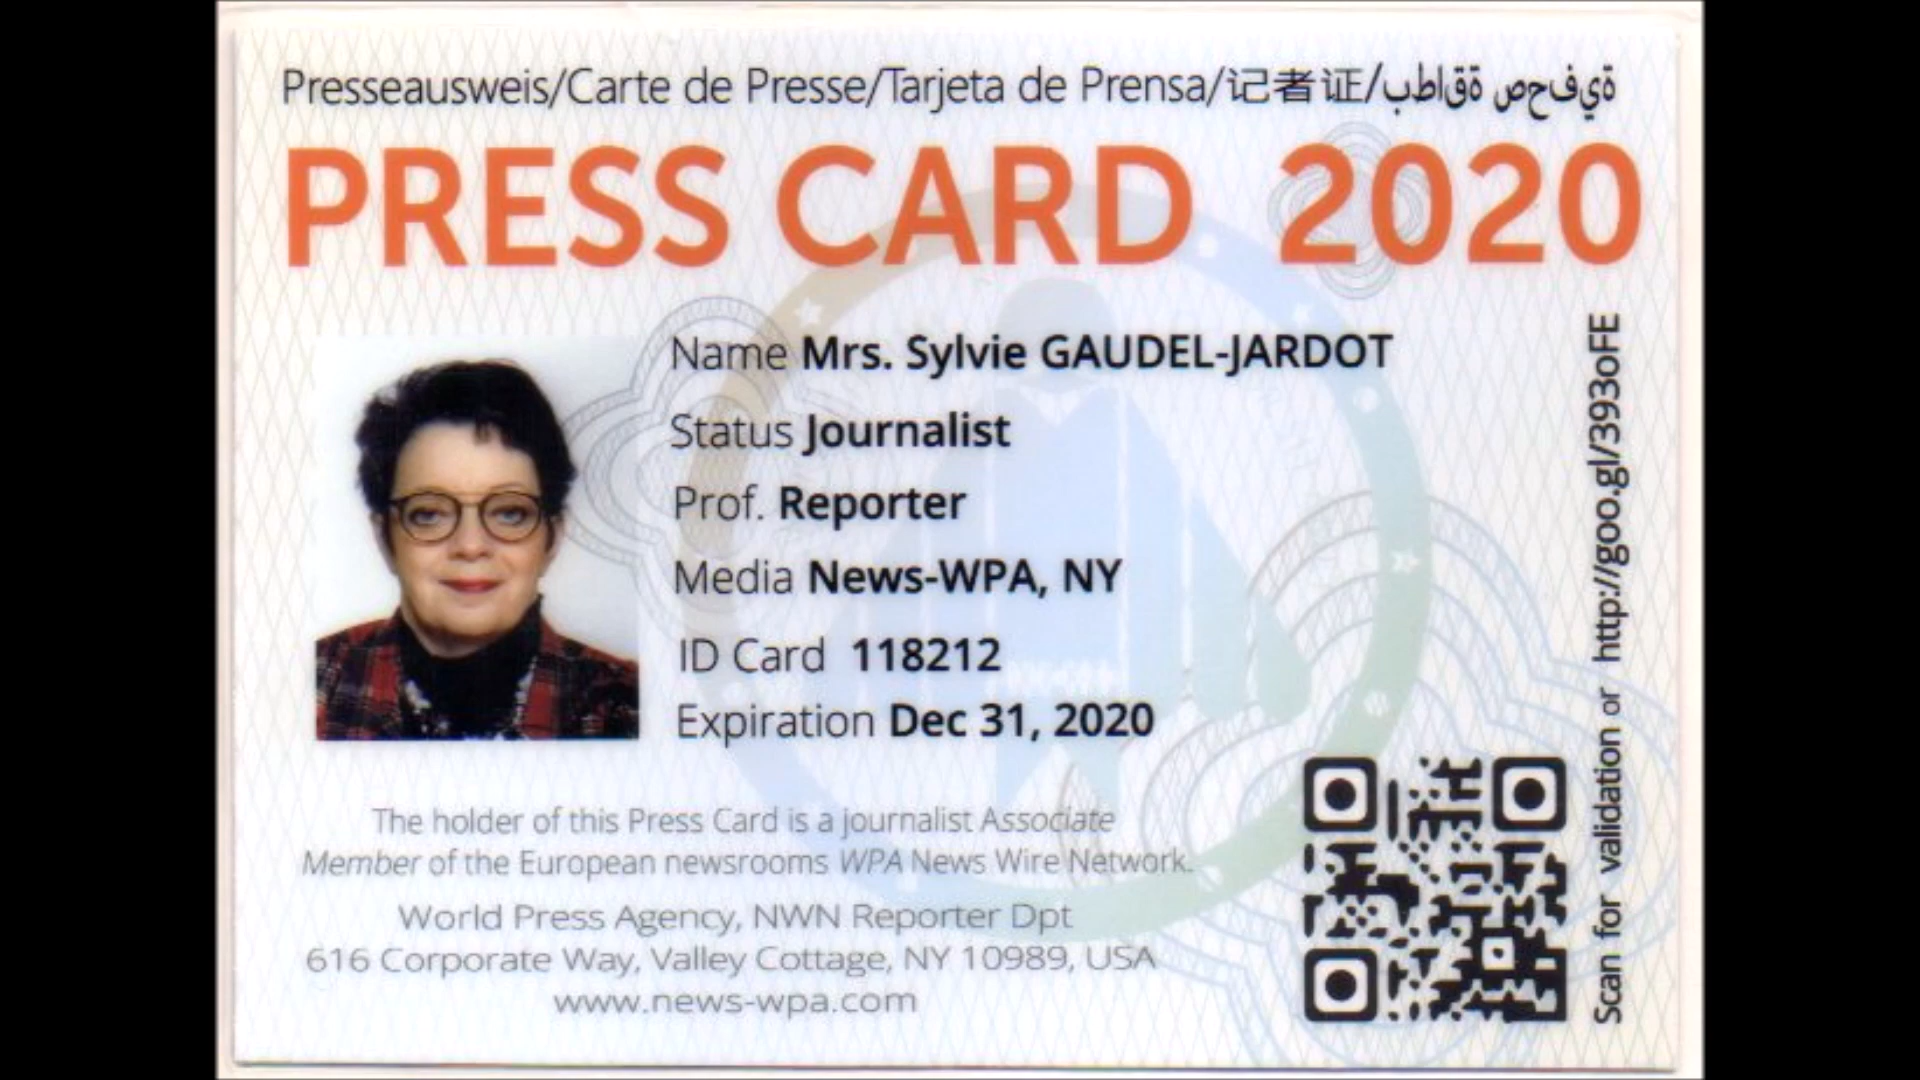 Presseausweis/Carte de Presse/Tarjeta de Prensa/记者证/ةيفحص ةقاطب
PRESS CARD 2020
Name Mrs. Sylvie GAUDEL-JARDOT
Status Journalist
Prof. Reporter
Media News-WPA, NY
ID Card 118212
Expiration Dec 31, 2020
The holder of this Press Card is a journalist Associate
Member of the European newsrooms WPA News Wire Network.
World Press Agency, NWN Reporter Dpt
616 Corporate Way, Valley Cottage, NY 10989, USA
www.news-wpa.com
Scan for validation or http://goo.gl/393oFE